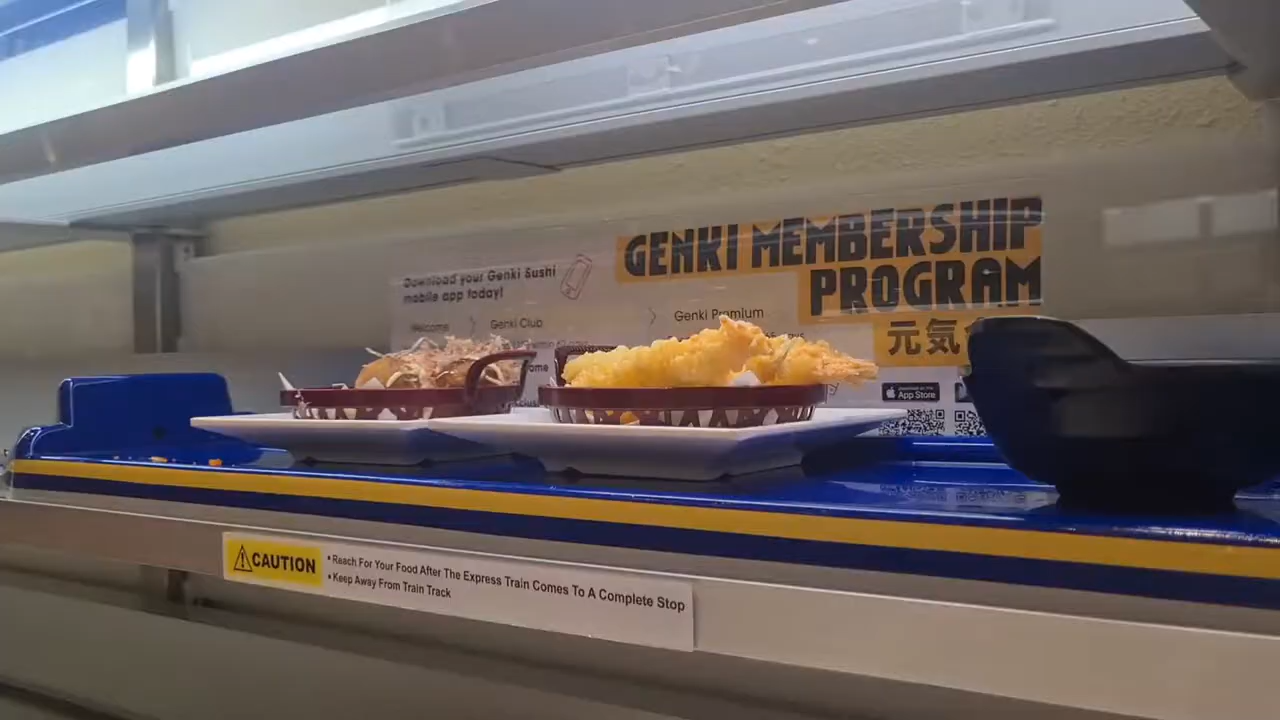 GENKI MEMBERSHIP
PROGRAM
元気
Download your Genki Sushi
mobile app today!
Welcome
Genki Club
Genki Premium
App Store
CAUTION
• Reach For Your Food After The Express Train Comes To A Complete Stop
• Keep Away From Train Track